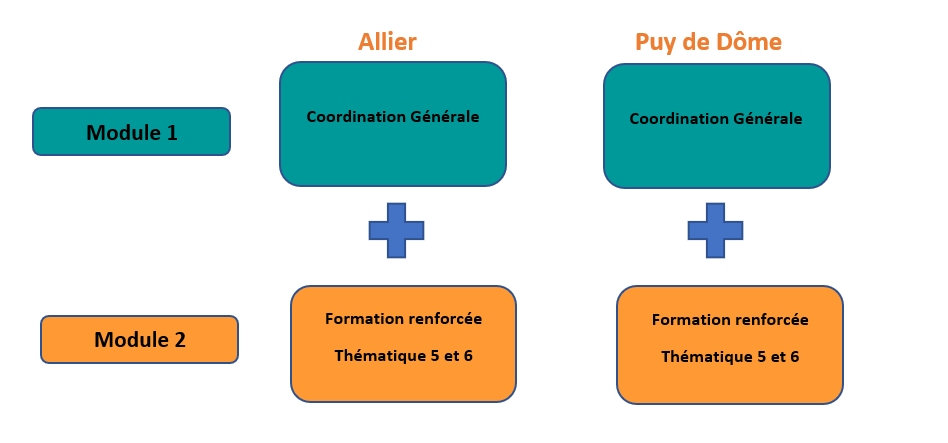 Allier
Puy de Dôme
Module 1
Coordination Générale
Coordination Générale
Module 2
Formation renforcée
Thématique 5 et 6
Formation renforcée
Thématique 5 et 6